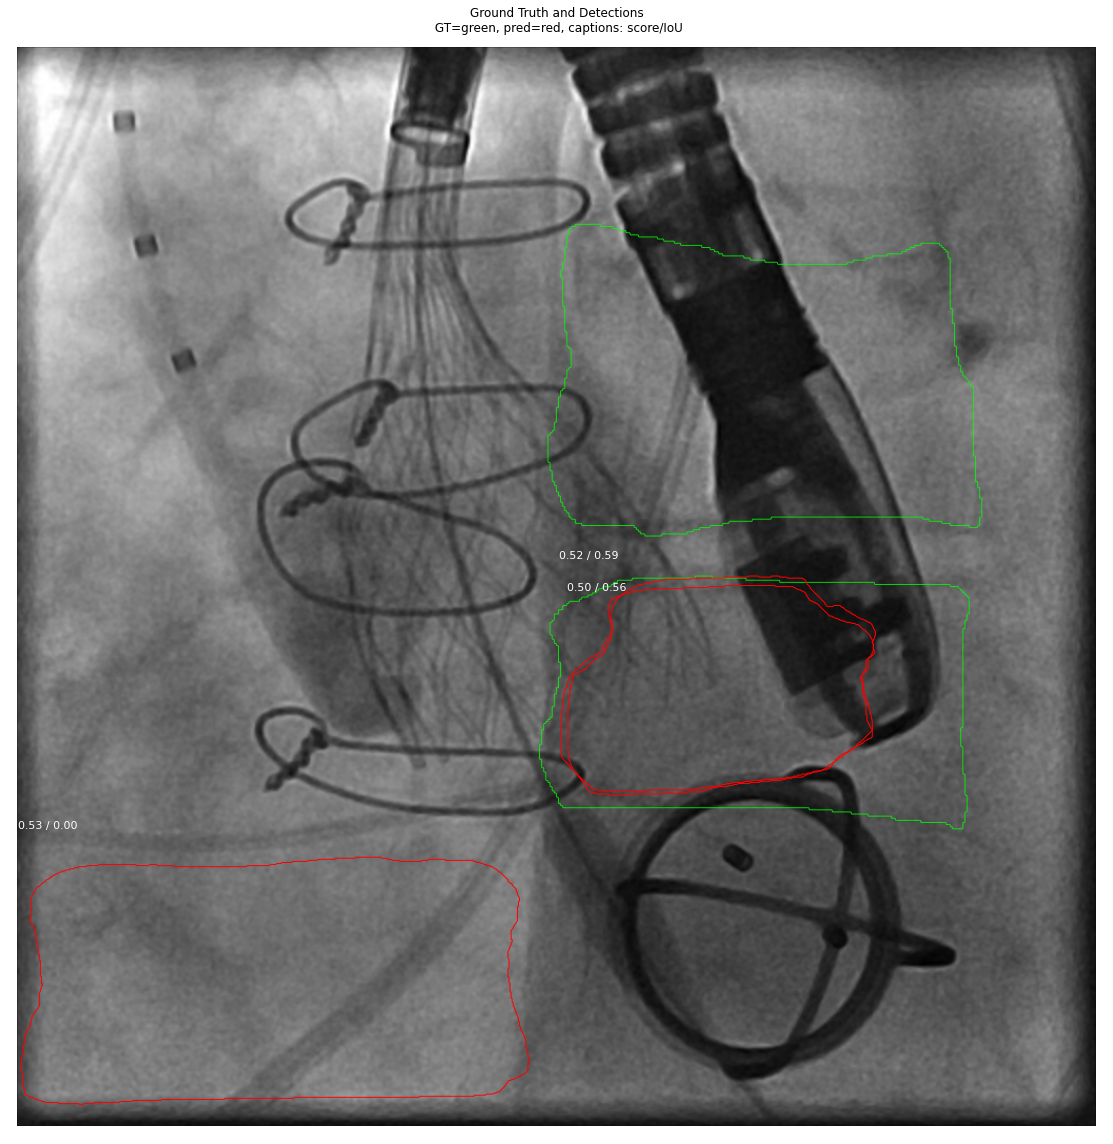 Ground Truth and Detections
GT=green, pred=red, captions: score/IoU
0.52 / 0.59
0.50 / 0.56
0.53 / 0.00